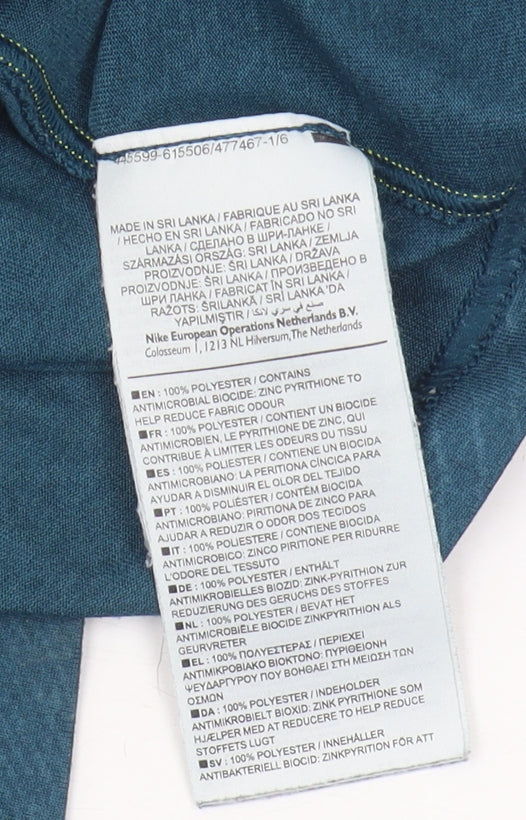 45599-615506/477467-1/6
MADE IN SRI LANKA / FABRIQUE AU SRI LANKA
/ HECHO EN SRI LANKA / FABRICADO NO SRI
LANKA / СДЕЛАНО В ШРИ-ЛАНКЕ /
SZÁRMAZÁSI ORSZÁG: SRI LANKA / ZEMLJA
PROIZVODNJE: ŠRI LANKA / DRŽAVA
PROIZVODNJE: ŠRI LANKA / ПРОИЗВЕДЕНО В
ШРИ ЛАНКА / FABRICAT ÎN SRI LANKA /
RAŽOTS: ŠRILANKĀ / SRİ LANKA'DA
YAPILMIŞTIR / صنع في سري لانكا
Nike European Operations Netherlands B.V.
Colosseum 1, 1213 NL Hilversum, The Netherlands
EN : 100% POLYESTER / CONTAINS
ANTIMICROBIAL BIOCIDE: ZINC PYRITHIONE TO
HELP REDUCE FABRIC ODOUR
FR : 100% POLYESTER / CONTIENT UN BIOCIDE
ANTIMICROBIEN, LE PYRITHIONE DE ZINC, QUI
CONTRIBUE À LIMITER LES ODEURS DU TISSU
ES : 100% POLIESTER / CONTIENE UN BIOCIDA
ANTIMICROBIANO: LA PERITIONA CÍNCICA PARA
AYUDAR A DISMINUIR EL OLOR DEL TEJIDO
PT : 100% POLIÉSTER / CONTÉM BIOCIDA
ANTIMICROBIANO: PIRITIONA DE ZINCO PARA
AJUDAR A REDUZIR O ODOR DOS TECIDOS
IT : 100% POLIESTERE / CONTIENE BIOCIDA
ANTIMICROBICO: ZINCO PIRITIONE PER RIDURRE
L'ODORE DEL TESSUTO
DE : 100% POLYESTER / ENTHÄLT
ANTIMIKROBIELLES BIOZID: ZINK-PYRITHION ZUR
REDUZIERUNG DES GERUCHS DES STOFFES
NL : 100% POLYESTER / BEVAT HET
ANTIMICROBIËLE BIOCIDE ZINKPYRITHION ALS
GEURVRETER
EL : 100% ΠΟΛΥΕΣΤΕΡΑΣ / ΠΕΡΙΕΧΕΙ
ΑΝΤΙΜΙΚΡΟΒΙΑΚΟ ΒΙΟΚΤΟΝΟ: ΠΥΡΙΘΕΙΟΝΗ
ΨΕΥΔΑΡΓΥΡΟΥ ΠΟΥ ΒΟΗΘΑΕΙ ΣΤΗ ΜΕΙΩΣΗ ΤΩΝ
ΟΣΜΩΝ
DA : 100% POLYESTER / INDEHOLDER
ANTIMIKROBIELT BIOXID: ZINK PYRITHIONE SOM
HJÆLPER MED AT REDUCERE TO HELP REDUCE
STOFFETS LUGT
SV : 100% POLYESTER / INNEHÅLLER
ANTIBAKTERIELL BIOCID: ZINKPYRITION FÖR ATT